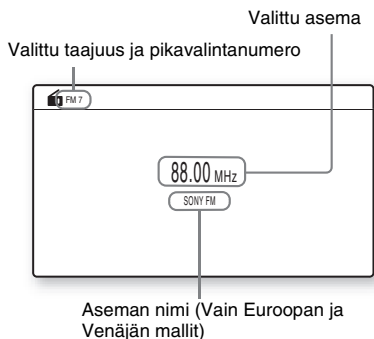 Valittu asema
Valittu taajuus ja pikavalintanumero
FM 7
88.00 MHz
SONY FM
Aseman nimi (Vain Euroopan ja
Venäjän mallit)